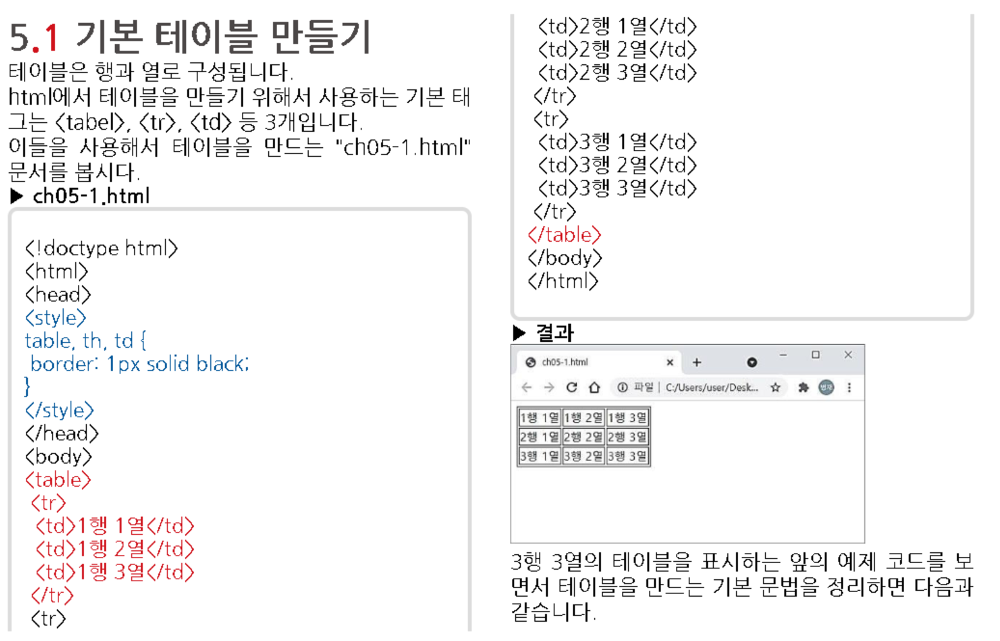 5.1 기본 테이블 만들기
테이블은 행과 열로 구성됩니다.
html에서 테이블을 만들기 위해서 사용하는 기본 태
그는 <tabel>, <tr>, <td> 등 3개입니다.
이들을 사용해서 테이블을 만드는 "ch05-1.html"
문서를 봅시다.
▶ ch05-1.html
<!doctype html>
<html>
<head>
<style>
table, th, td {
border: 1px solid black;
}
</style>
</head>
<body>
<table>
<tr>
<td>1행 1열</td>
<td>1행 2열</td>
<td>1행 3열</td>
</tr>
<tr>
<td>2행 1열</td>
<td>2행 2열</td>
<td>2행 3열</td>
</tr>
<tr>
<td>3행 1열</td>
<td>3행 2열</td>
<td>3행 3열</td>
</tr>
</table>
</body>
</html>
▶ 결과
ch05-1.html
파일 | C:/Users/user/Desk...
1행 1열 1행 2열 1행 3열
2행 1열 2행 2열 2행 3열
3행 1열 3행 2열 3행 3열
3행 3열의 테이블을 표시하는 앞의 예제 코드를 보
면서 테이블을 만드는 기본 문법을 정리하면 다음과
같습니다.